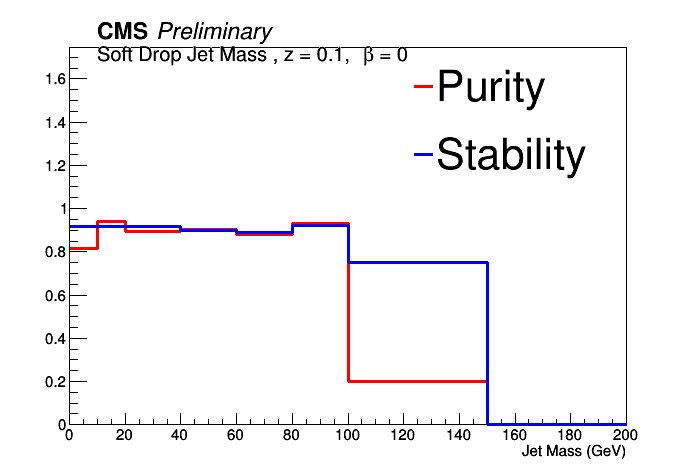 CMS Preliminary
Soft Drop Jet Mass , z = 0.1, β = 0
Purity
Stability
1.6
1.4
1.2
1
0.8
0.6
0.4
0.2
0
0 20 40 60 80 100 120 140 160 180 200
Jet Mass (GeV)